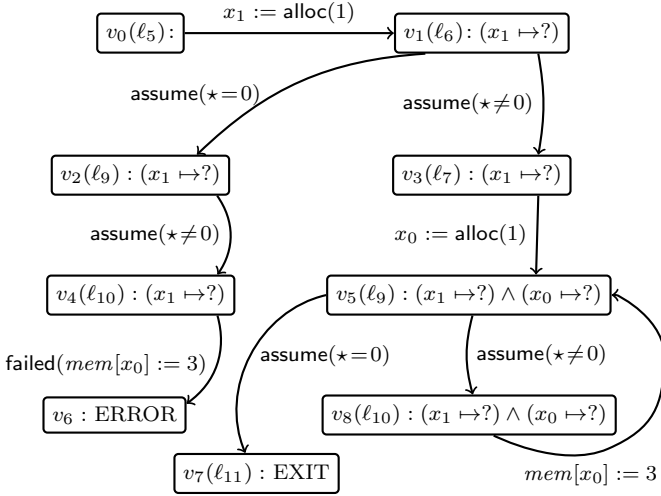 v₀(ℓ₅):
x₁ := alloc(1)
v₁(ℓ₆): (x₁ ↦?)
assume(⋆=0)
assume(⋆≠0)
v₂(ℓ₉) : (x₁ ↦?)
v₃(ℓ₇) : (x₁ ↦?)
assume(⋆≠0)
x₀ := alloc(1)
v₄(ℓ₁₀) : (x₁ ↦?)
v₅(ℓ₉) : (x₁ ↦?) ∧ (x₀ ↦?)
failed(mem[x₀] := 3)
assume(⋆=0)
assume(⋆≠0)
v₆ : ERROR
v₈(ℓ₁₀) : (x₁ ↦?) ∧ (x₀ ↦?)
v₇(ℓ₁₁) : EXIT
mem[x₀] := 3